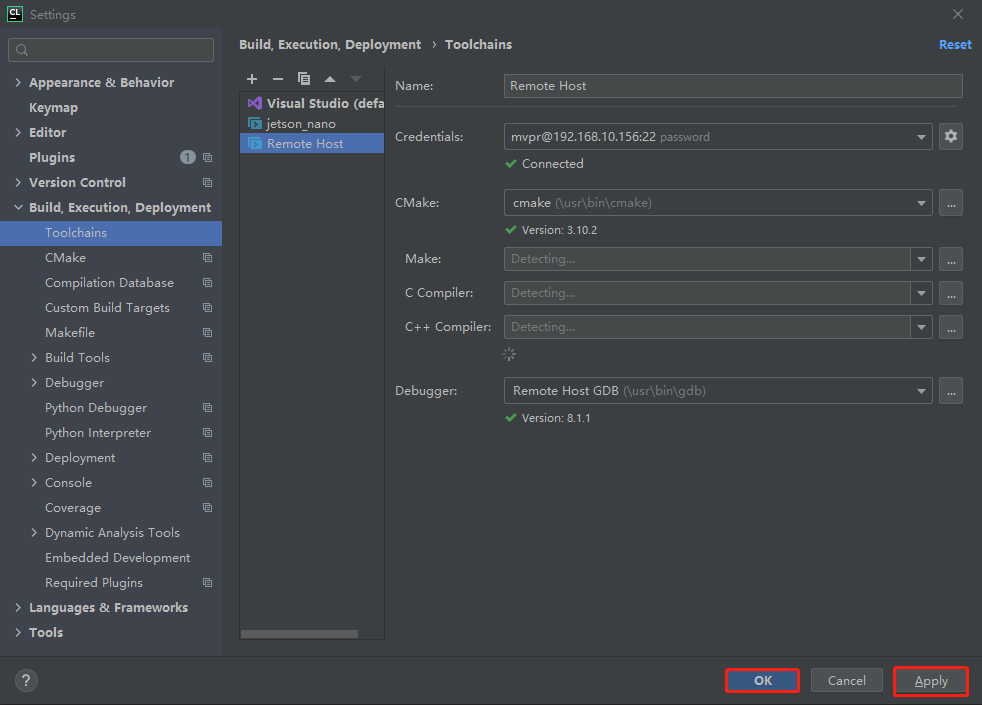 CL Settings
Build, Execution, Deployment › Toolchains
Reset
Appearance & Behavior
Keymap
Editor
Plugins 1
Version Control
Build, Execution, Deployment
Toolchains
CMake
Compilation Database
Custom Build Targets
Makefile
Build Tools
Debugger
Python Debugger
Python Interpreter
Deployment
Console
Coverage
Dynamic Analysis Tools
Embedded Development
Required Plugins
Languages & Frameworks
Tools
Visual Studio (defa
jetson_nano
Remote Host
Name: Remote Host
Credentials: mvpr@192.168.10.156:22 password
Connected
CMake: cmake (\usr\bin\cmake) ...
Version: 3.10.2
Make: Detecting... ...
C Compiler: Detecting... ...
C++ Compiler: Detecting... ...
Debugger: Remote Host GDB (\usr\bin\gdb) ...
Version: 8.1.1
? OK Cancel Apply